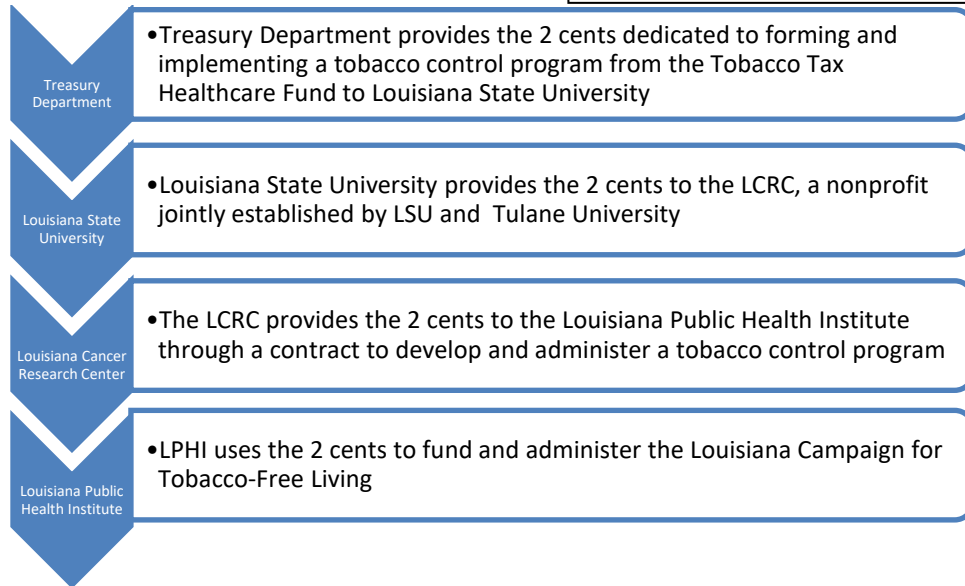 Treasury
Department
•Treasury Department provides the 2 cents dedicated to forming and
implementing a tobacco control program from the Tobacco Tax
Healthcare Fund to Louisiana State University
Louisiana State
University
•Louisiana State University provides the 2 cents to the LCRC, a nonprofit
jointly established by LSU and Tulane University
Louisiana Cancer
Research Center
•The LCRC provides the 2 cents to the Louisiana Public Health Institute
through a contract to develop and administer a tobacco control program
Louisiana Public
Health Institute
•LPHI uses the 2 cents to fund and administer the Louisiana Campaign for
Tobacco-Free Living